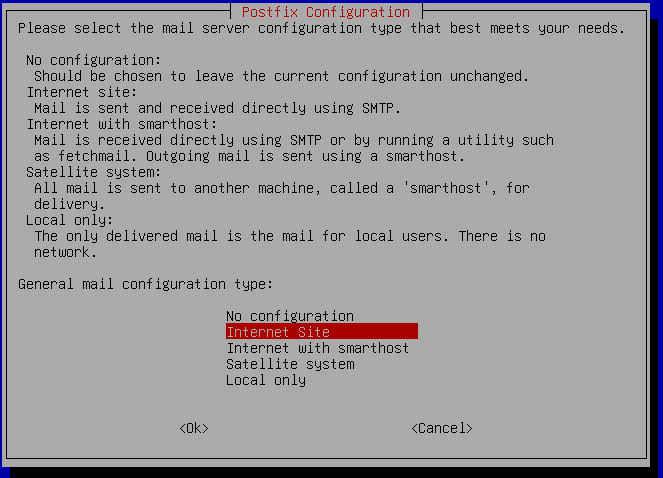 Postfix Configuration
Please select the mail server configuration type that best meets your needs.
No configuration:
Should be chosen to leave the current configuration unchanged.
Internet site:
Mail is sent and received directly using SMTP.
Internet with smarthost:
Mail is received directly using SMTP or by running a utility such
as fetchmail. Outgoing mail is sent using a smarthost.
Satellite system:
All mail is sent to another machine, called a 'smarthost', for
delivery.
Local only:
The only delivered mail is the mail for local users. There is no
network.
General mail configuration type:
No configuration
Internet Site
Internet with smarthost
Satellite system
Local only
<Ok> <Cancel>